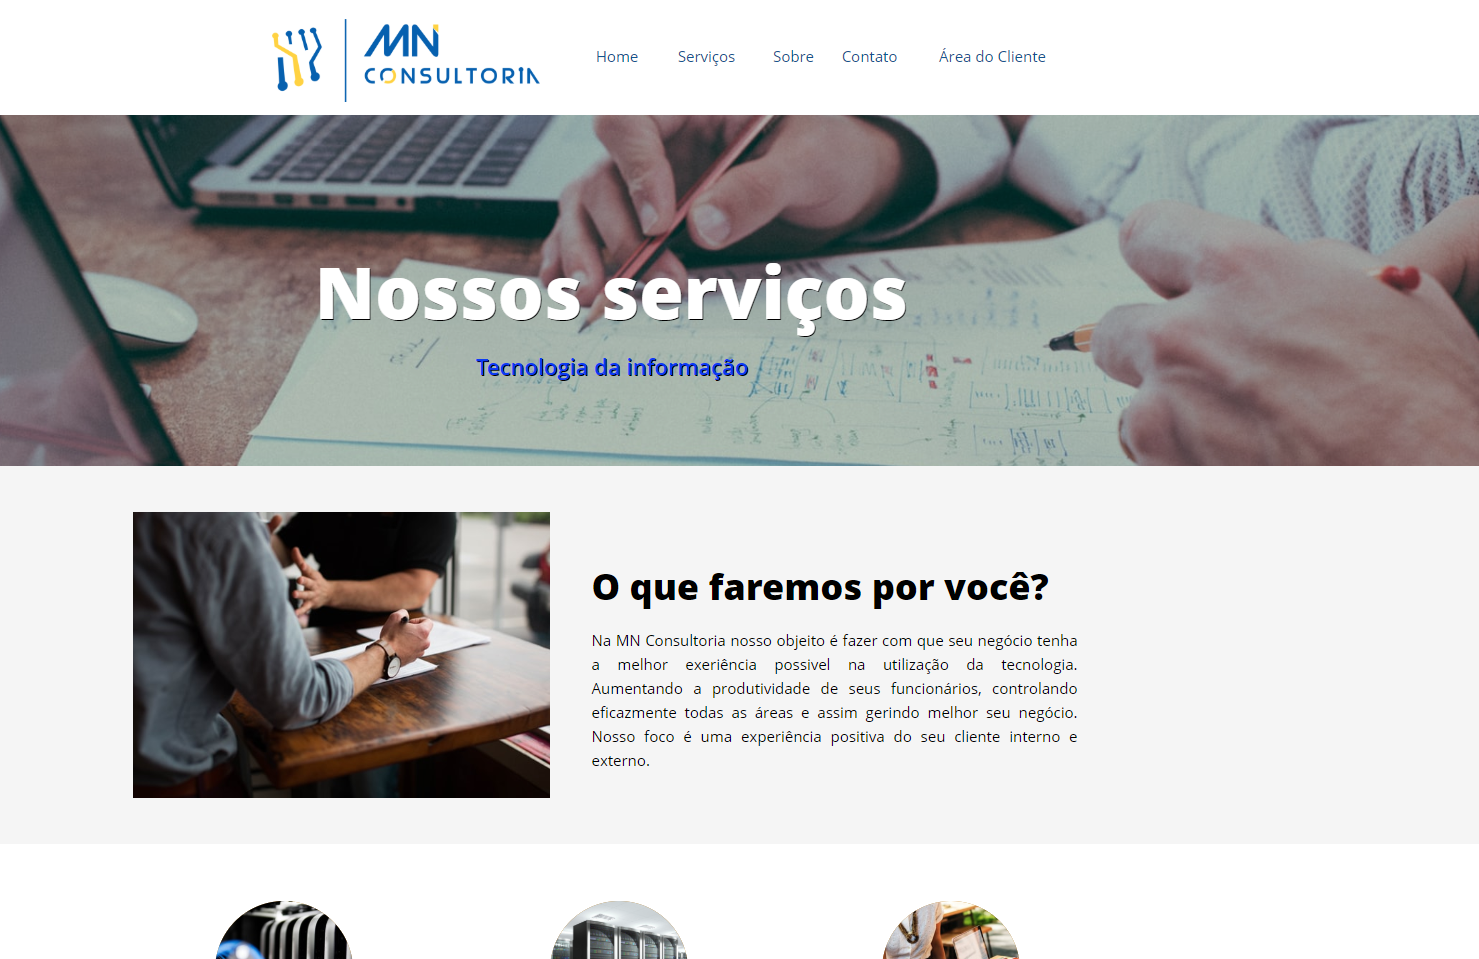 MN
CONSULTORIA
Home Serviços Sobre Contato Área do Cliente
Nossos serviços
Tecnologia da informação
O que faremos por você?
Na MN Consultoria nosso objeito é fazer com que seu negócio tenha
a melhor exeriência possivel na utilização da tecnologia.
Aumentando a produtividade de seus funcionários, controlando
eficazmente todas as áreas e assim gerindo melhor seu negócio.
Nosso foco é uma experiência positiva do seu cliente interno e
externo.